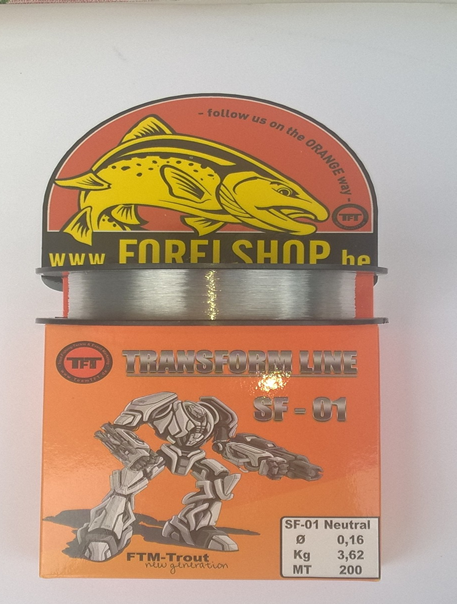 - follow us on the ORANGE way -
TFT
www.FORELSHOP.be
TFT
TRANSFORM LINE
SF - 01
FTM-Trout
new generation
SF-01 Neutral
Ø 0,16
Kg 3,62
MT 200